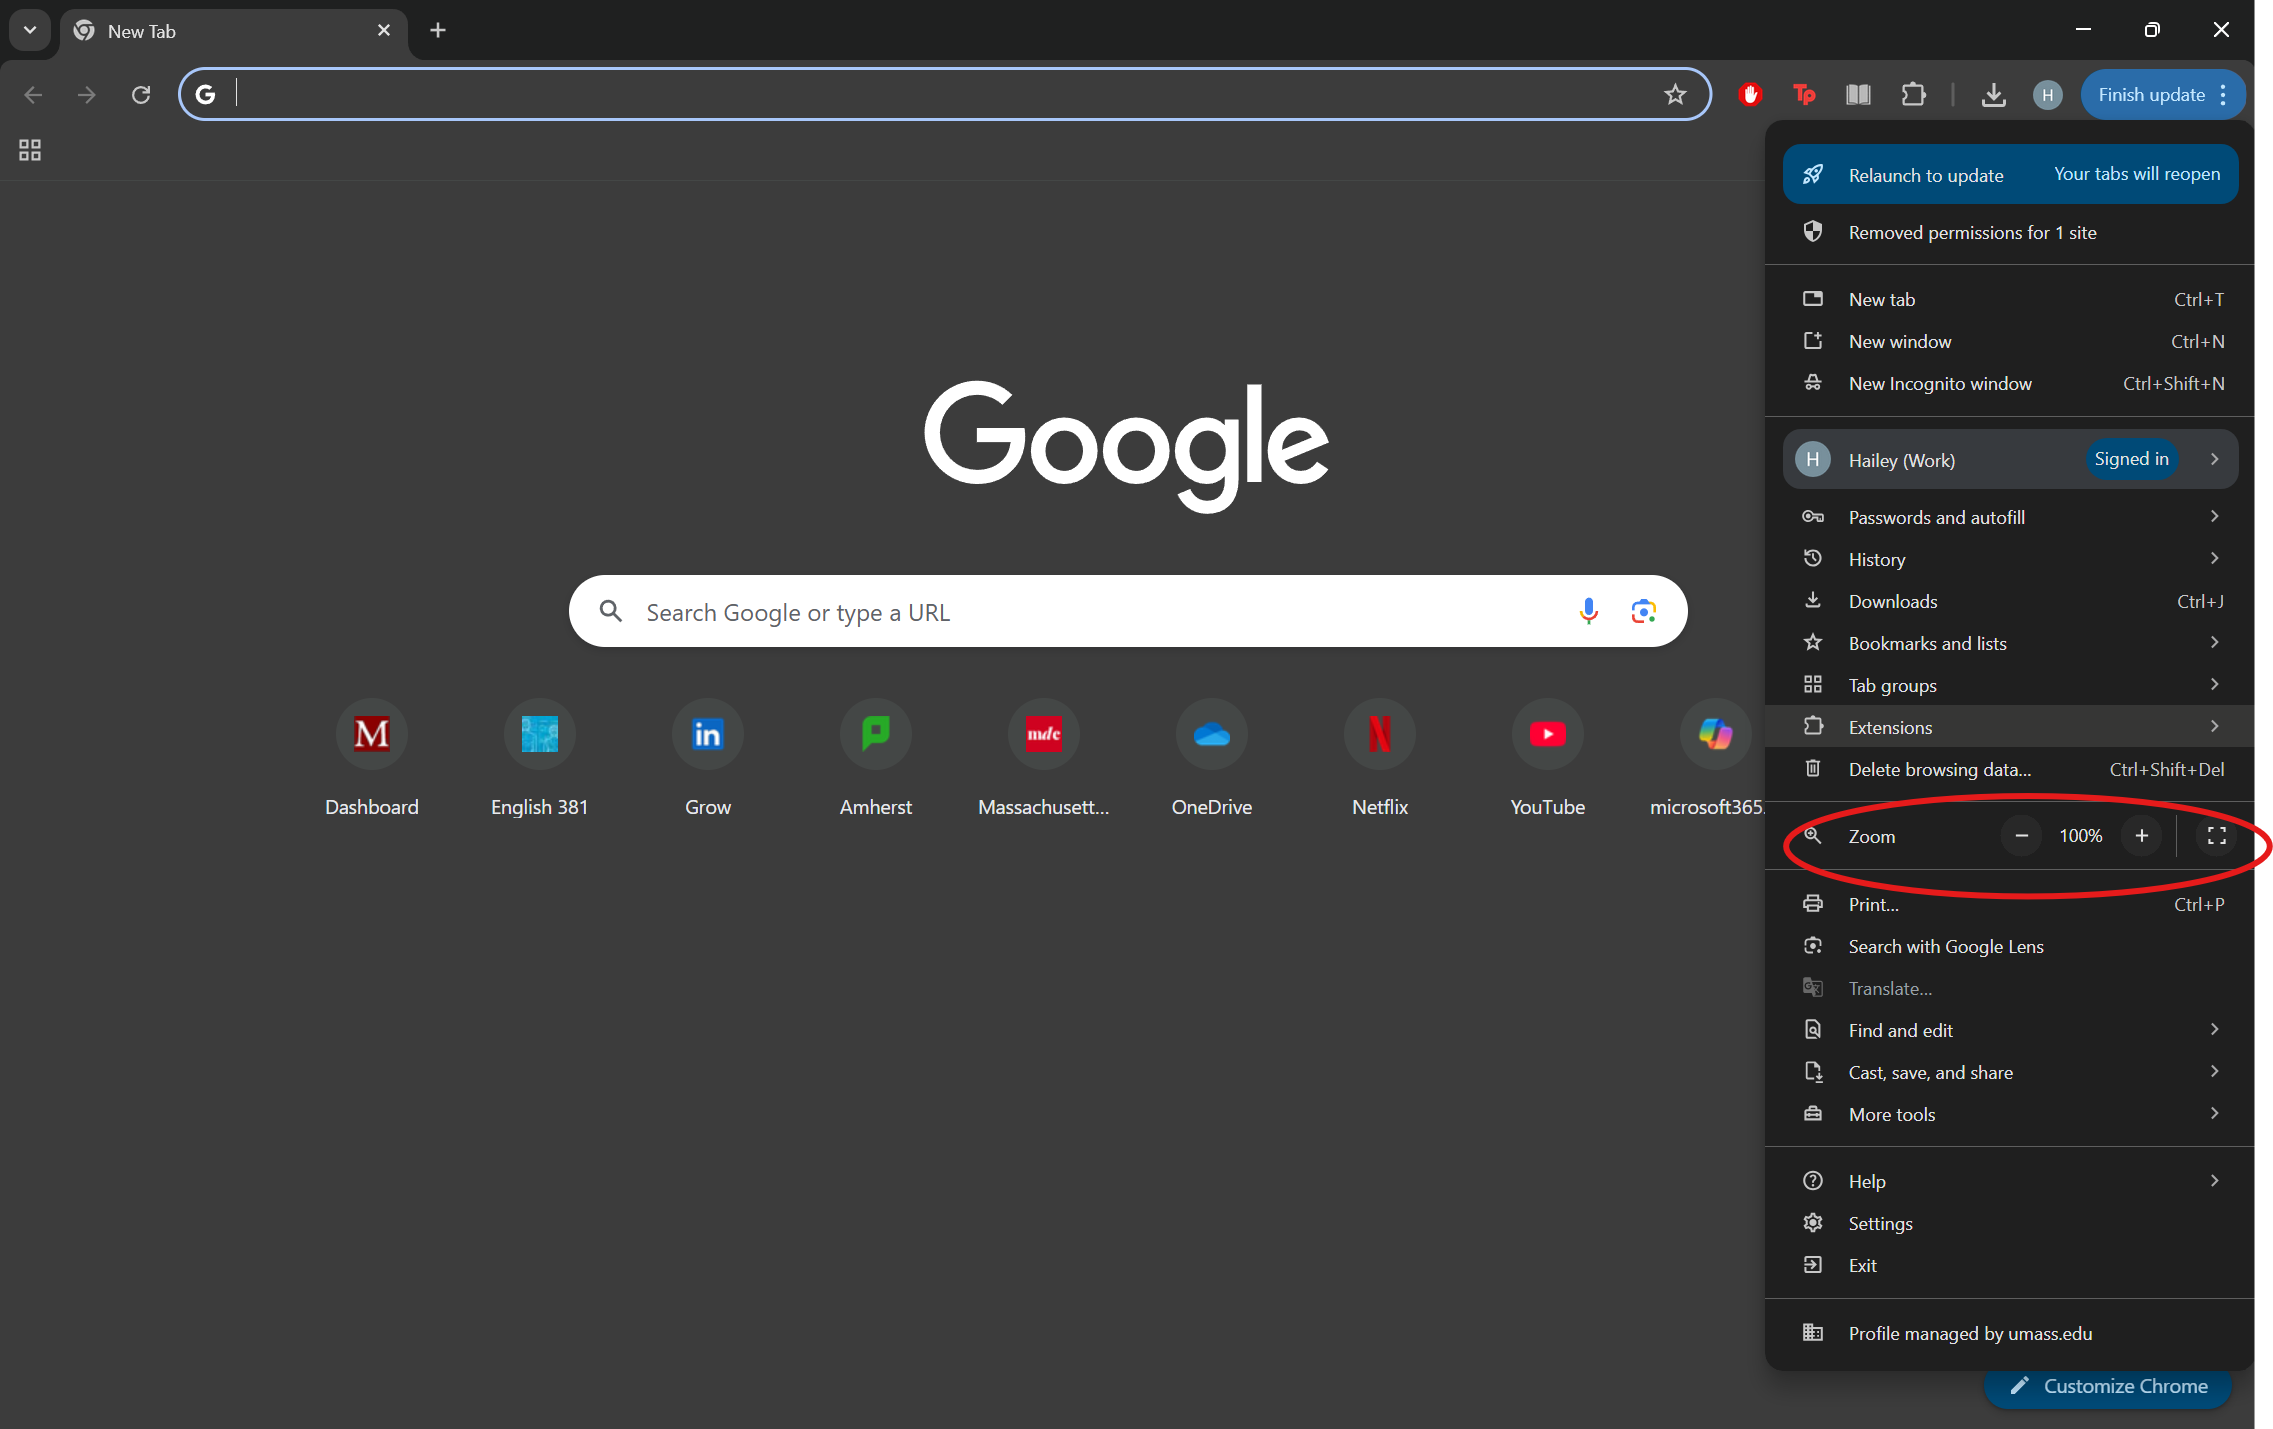 New Tab
Finish update
Relaunch to update Your tabs will reopen
Removed permissions for 1 site
New tab Ctrl+T
New window Ctrl+N
New Incognito window Ctrl+Shift+N
H Hailey (Work) Signed in
Passwords and autofill
History
Downloads Ctrl+J
Bookmarks and lists
Tab groups
Extensions
Delete browsing data... Ctrl+Shift+Del
Zoom − 100% +
Print... Ctrl+P
Search with Google Lens
Translate...
Find and edit
Cast, save, and share
More tools
Help
Settings
Exit
Profile managed by umass.edu
Customize Chrome
G
H
Tp
Google
Search Google or type a URL
M
in
mdc
N
Dashboard English 381 Grow Amherst Massachusett... OneDrive Netflix YouTube microsoft365.